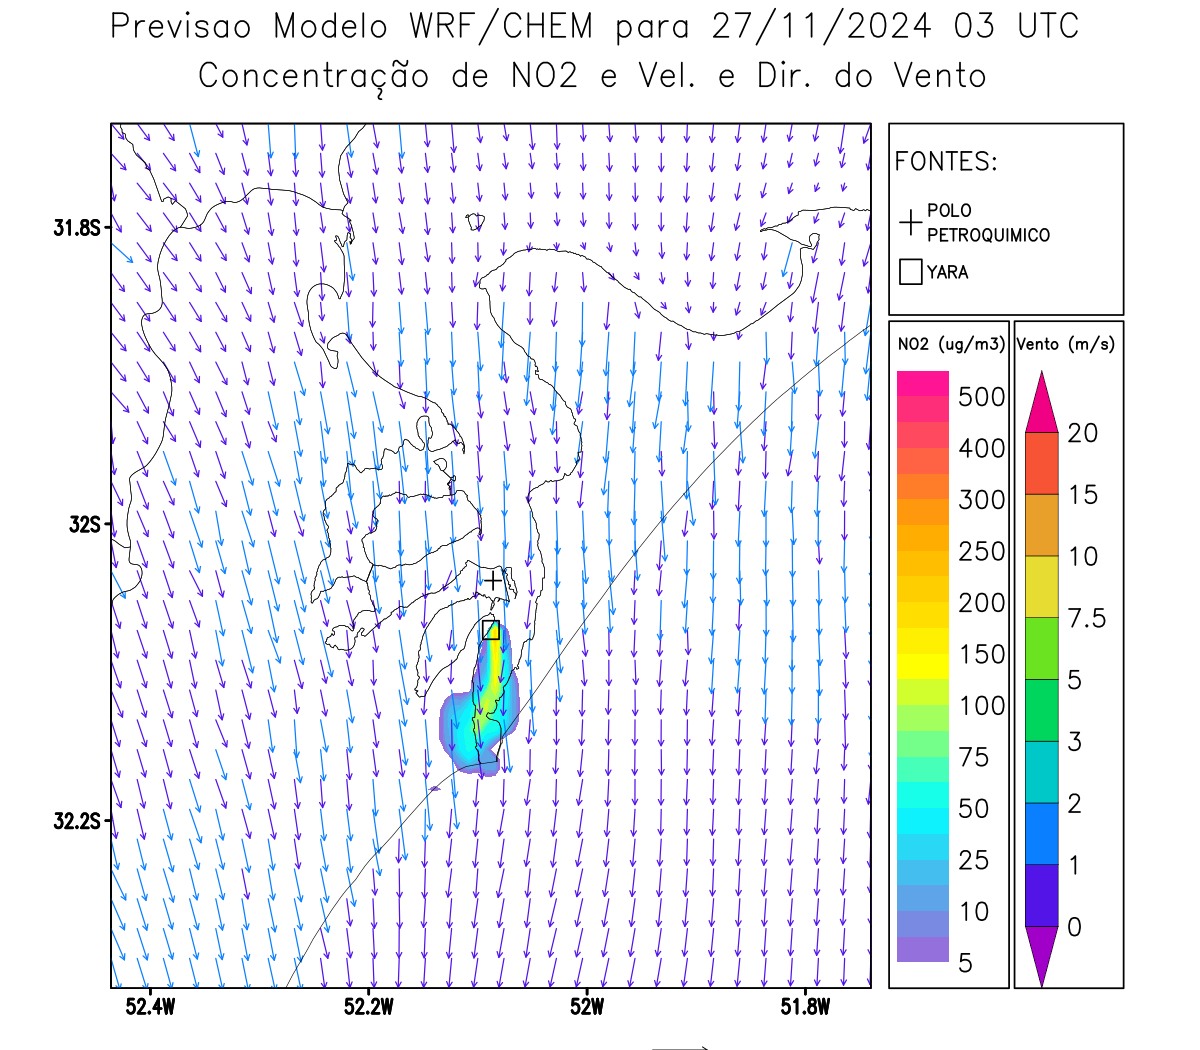 Previsao Modelo WRF/CHEM para 27/11/2024 03 UTC
Concentração de NO2 e Vel. e Dir. do Vento
FONTES:
POLO
PETROQUIMICO
YARA
31.8S
32S
32.2S
52.4W
52.2W
52W
51.8W
NO2 (ug/m3)
500
400
300
250
200
150
100
75
50
25
10
5
Vento (m/s)
20
15
10
7.5
5
3
2
1
0